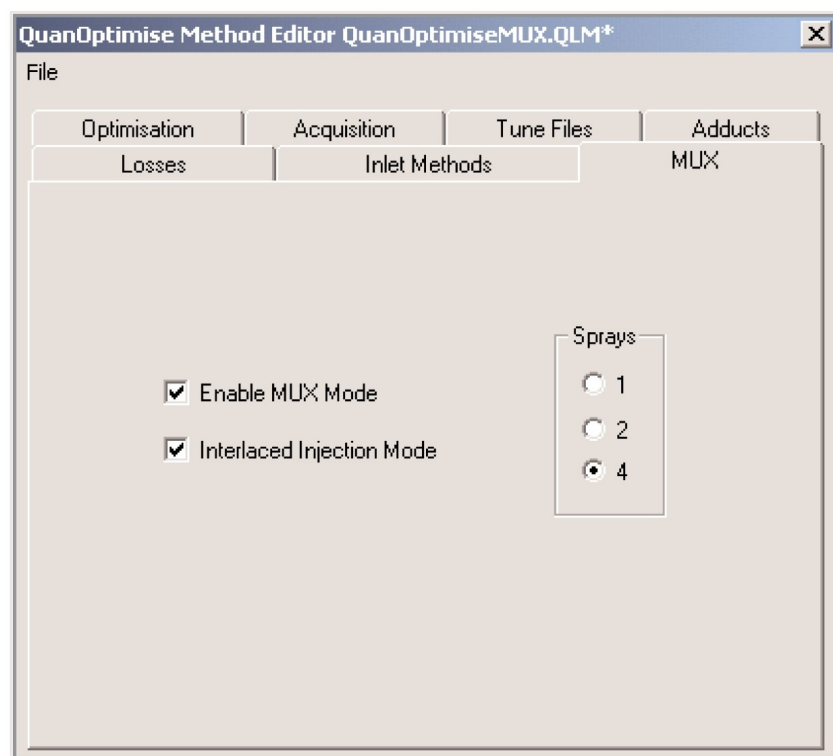 QuanOptimise Method Editor QuanOptimiseMUX.QLM*
File
Optimisation Acquisition Tune Files Adducts
Losses Inlet Methods MUX
Sprays
1
Enable MUX Mode
2
Interlaced Injection Mode
4